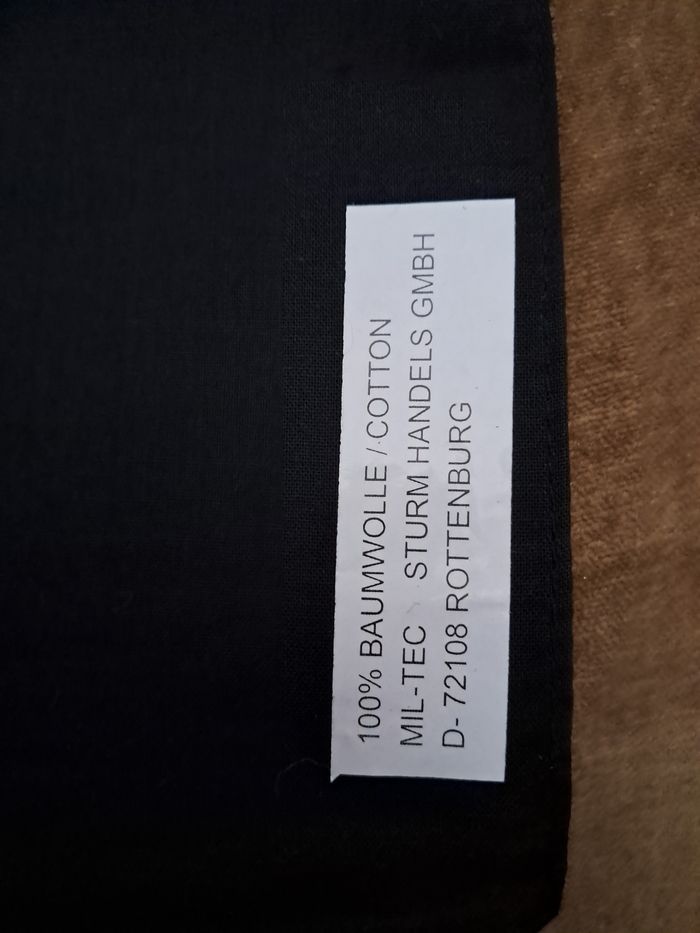 100% BAUMWOLLE / COTTON
MIL-TEC STURM HANDELS GMBH
D- 72108 ROTTENBURG